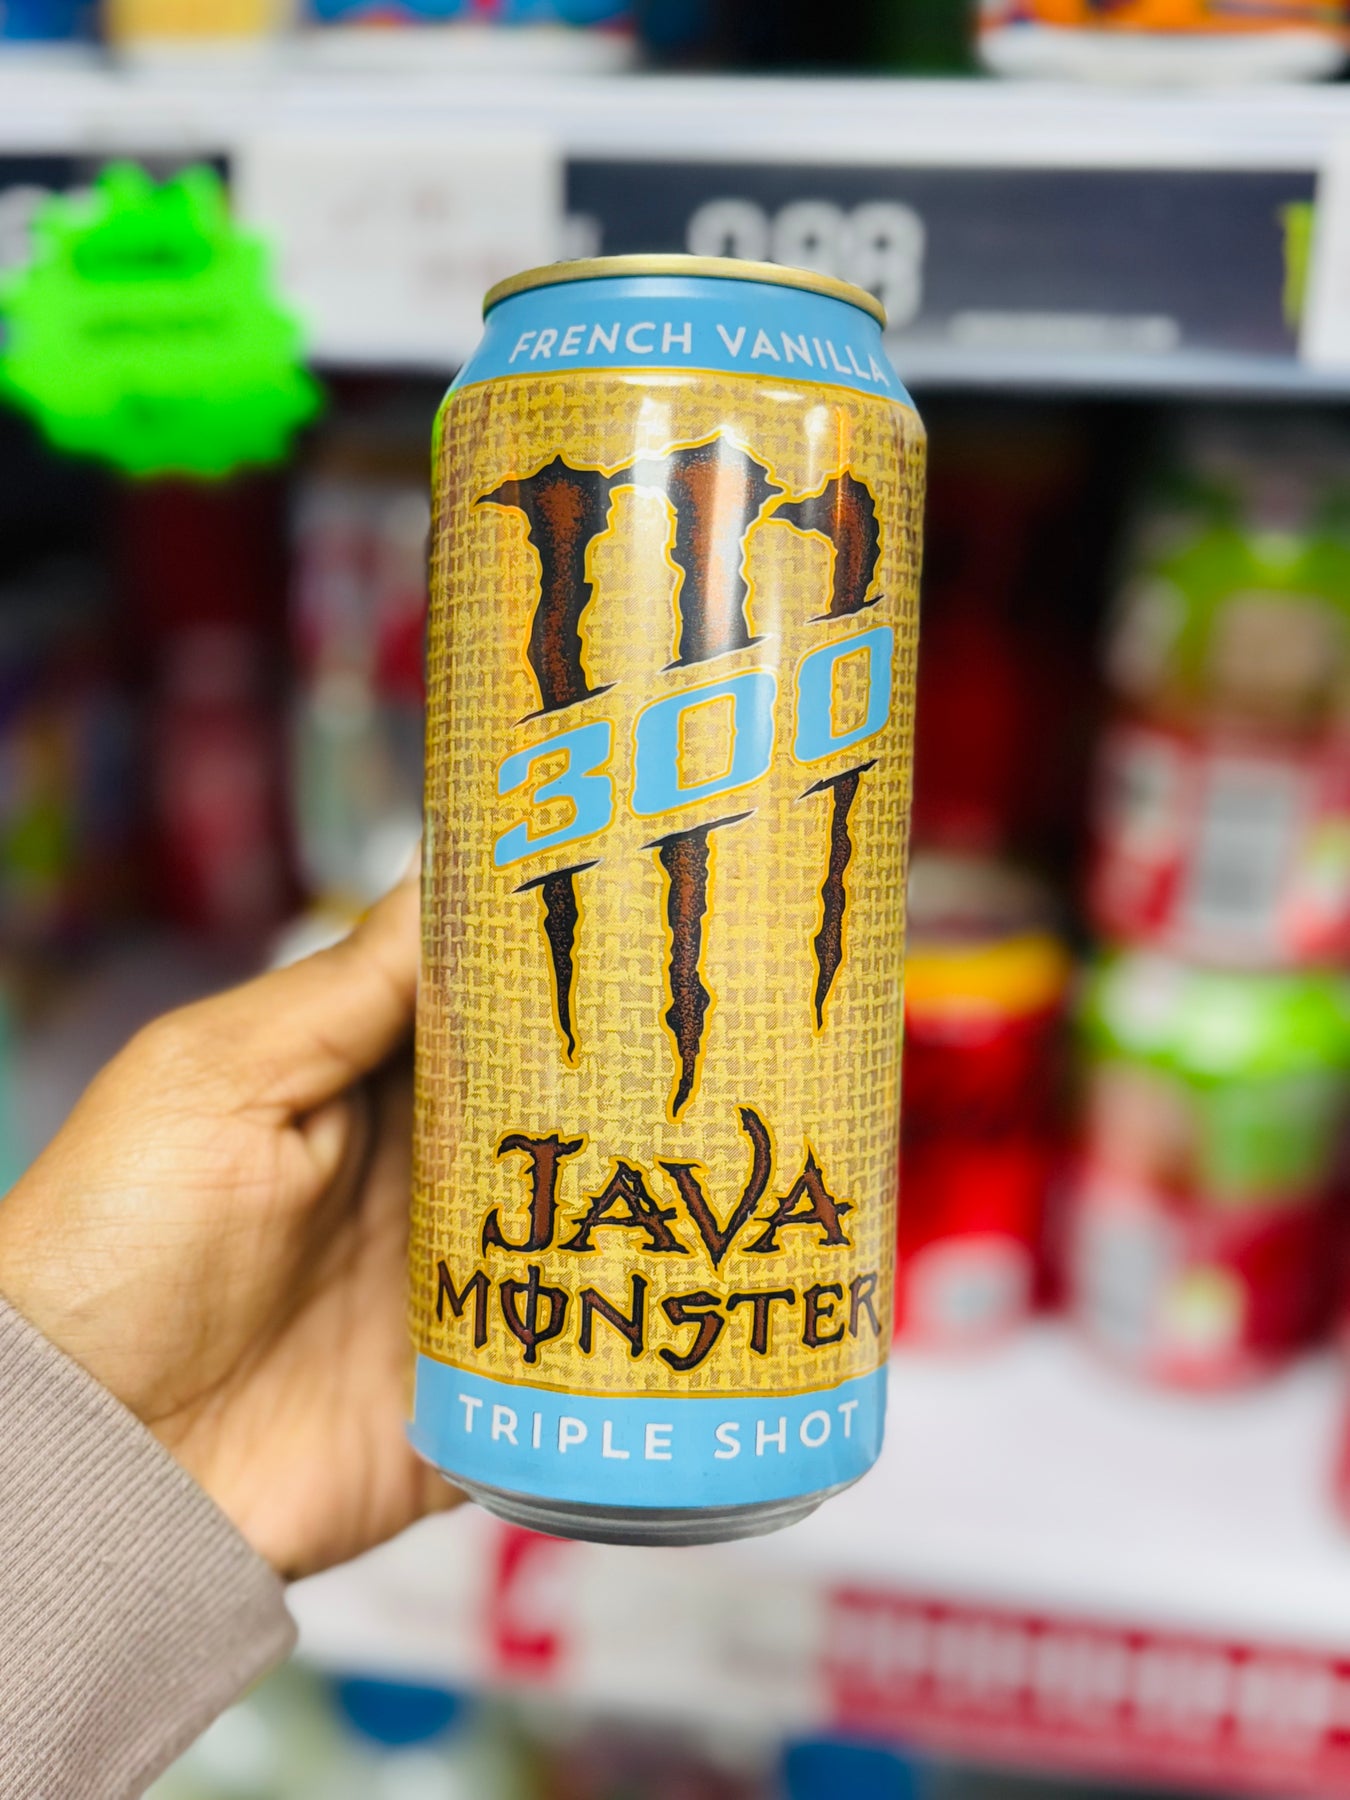 FRENCH VANILLA
300
JAVA
MONSTER
TRIPLE SHOT